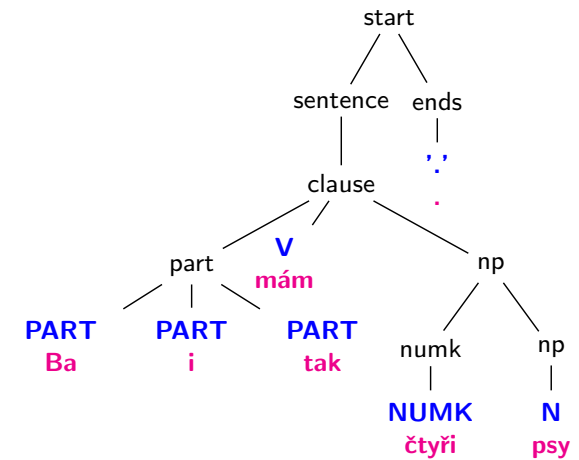 start
sentence ends
'.'
clause .
V
part np
mám
PART PART PART
numk np
Ba i tak
NUMK N
čtyři psy